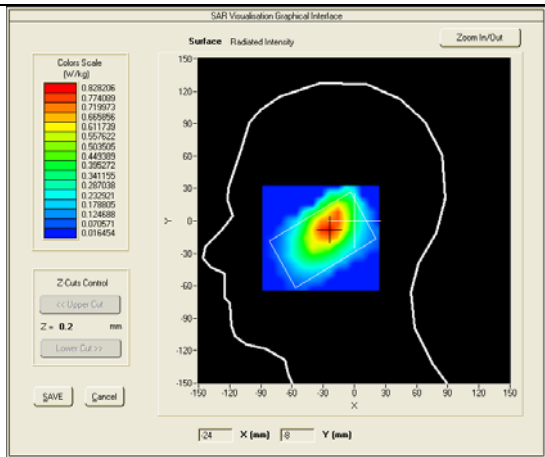 SAR Visualisation Graphical Interface
Surface Radiated Intensity
Zoom In/Out
Colors Scale
(W/kg)
0.828206
0.774089
0.719973
0.665856
0.611739
0.557622
0.503505
0.449389
0.395272
0.341155
0.287038
0.232921
0.178805
0.124688
0.070571
0.016454
150
120
90
60
30
0
-30
-60
-90
-120
-150
Y
-150 -120 -90 -60 -30 0 30 60 90 120 150
X
Z Cuts Control
<< Upper Cut
Z = 0.2 mm
Lower Cut >>
SAVE Cancel
-24 X (mm) -8 Y (mm)